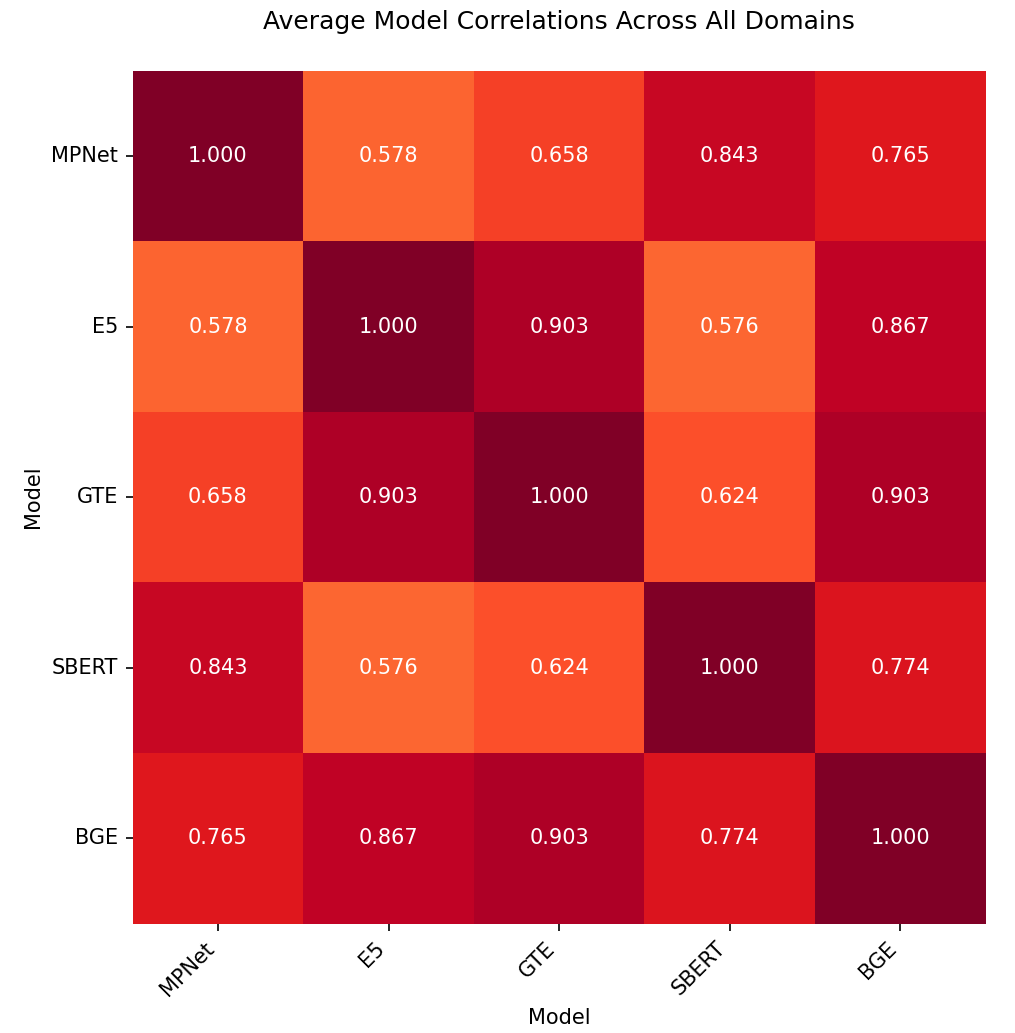 Average Model Correlations Across All Domains
MPNet 1.000 0.578 0.658 0.843 0.765
E5 0.578 1.000 0.903 0.576 0.867
GTE 0.658 0.903 1.000 0.624 0.903
SBERT 0.843 0.576 0.624 1.000 0.774
BGE 0.765 0.867 0.903 0.774 1.000
Model
MPNet E5 GTE SBERT BGE
Model